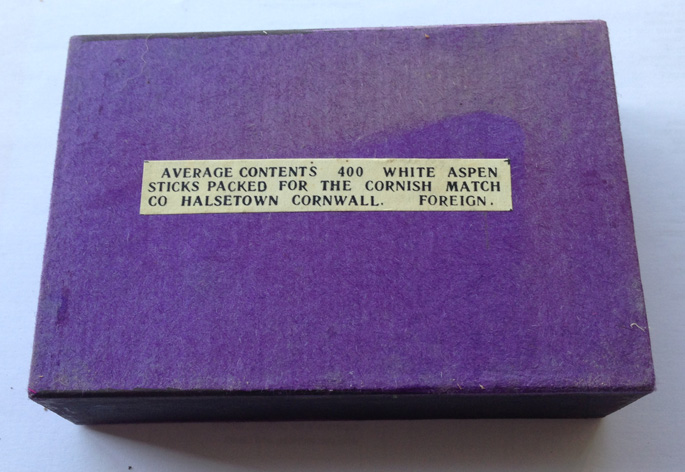 AVERAGE CONTENTS 400 WHITE ASPEN
STICKS PACKED FOR THE CORNISH MATCH
CO HALSETOWN CORNWALL. FOREIGN.